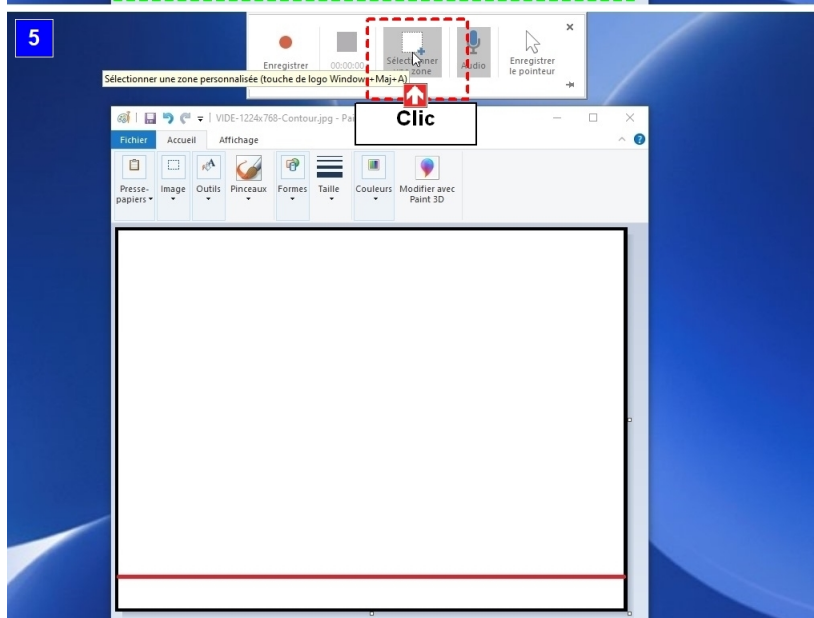 5
Enregistrer
00:00:00
Sélectionner
une zone
Audio
Enregistrer
le pointeur
Sélectionner une zone personnalisée (touche de logo Windows+Maj+A)
Clic
VIDE-1224x768-Contour.jpg - Pai
Fichier
Accueil
Affichage
Presse-
papiers
Image
Outils
Pinceaux
Formes
Taille
Couleurs
Modifier avec
Paint 3D